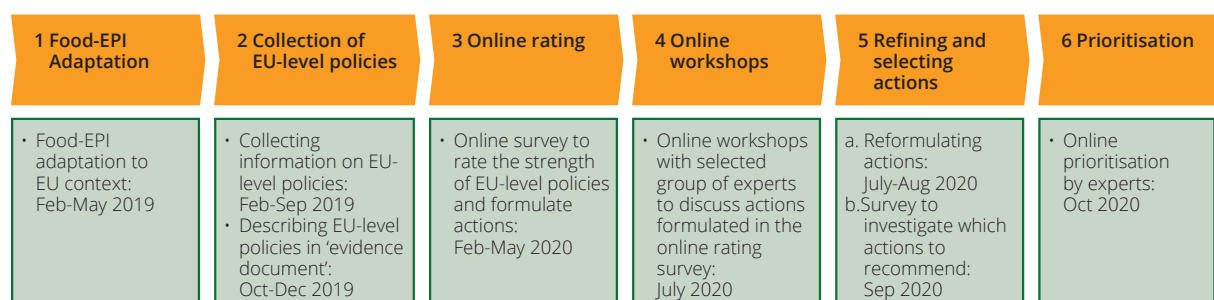 1 Food-EPI
Adaptation
2 Collection of
EU-level policies
3 Online rating
4 Online
workshops
5 Refining and
selecting
actions
6 Prioritisation
• Food-EPI
adaptation to
EU context:
Feb-May 2019
• Collecting
information on EU-
level policies:
Feb-Sep 2019
• Describing EU-level
policies in ‘evidence
document’:
Oct-Dec 2019
• Online survey to
rate the strength
of EU-level policies
and formulate
actions:
Feb-May 2020
• Online workshops
with selected
group of experts
to discuss actions
formulated in the
online rating
survey:
July 2020
a. Reformulating
actions:
July-Aug 2020
b.Survey to
investigate which
actions to
recommend:
Sep 2020
• Online
prioritisation
by experts:
Oct 2020